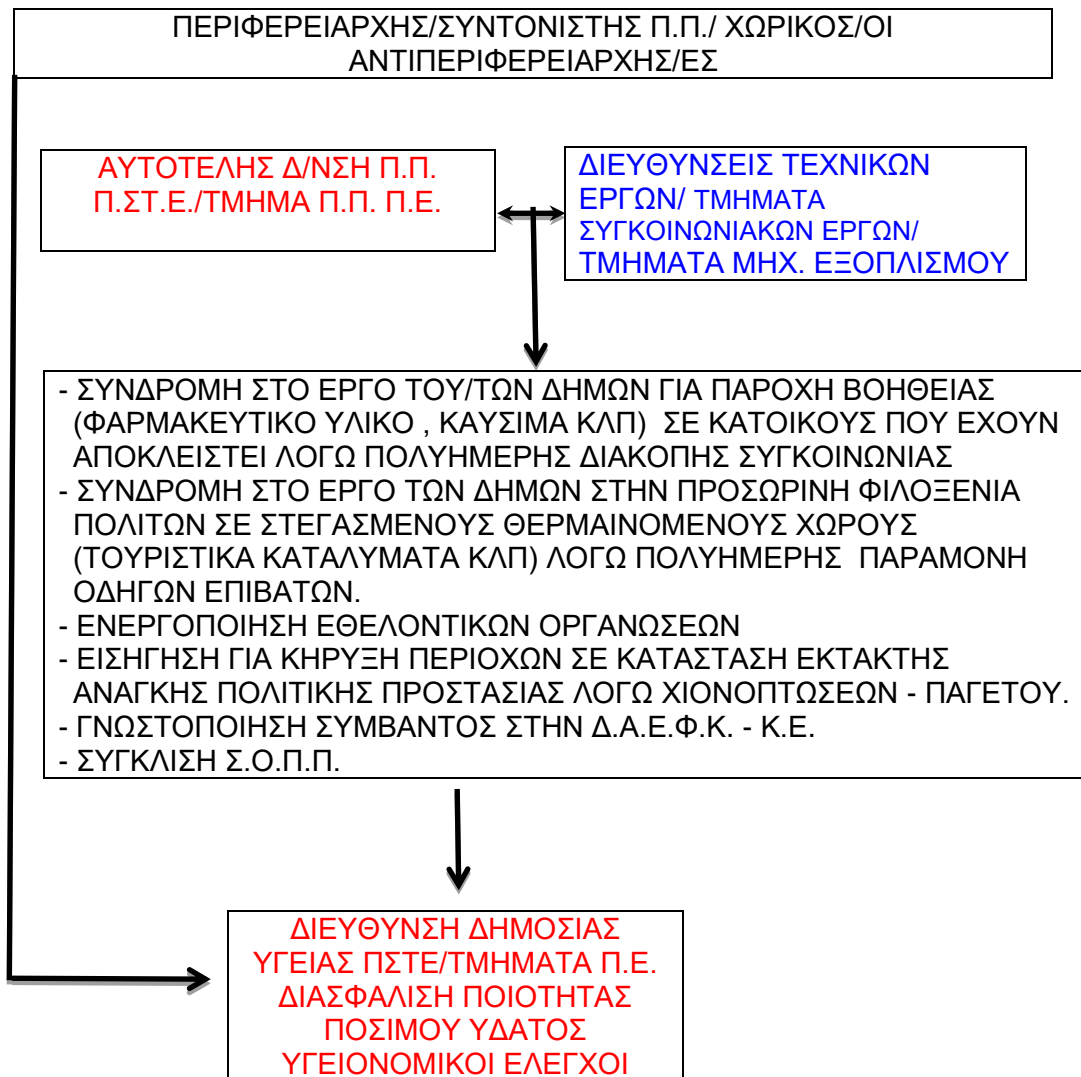 ΠΕΡΙΦΕΡΕΙΑΡΧΗΣ/ΣΥΝΤΟΝΙΣΤΗΣ Π.Π./ ΧΩΡΙΚΟΣ/ΟΙ
ΑΝΤΙΠΕΡΙΦΕΡΕΙΑΡΧΗΣ/ΕΣ
ΑΥΤΟΤΕΛΗΣ Δ/ΝΣΗ Π.Π.
Π.ΣΤ.Ε./ΤΜΗΜΑ Π.Π. Π.Ε.
ΔΙΕΥΘΥΝΣΕΙΣ ΤΕΧΝΙΚΩΝ
ΕΡΓΩΝ/ ΤΜΗΜΑΤΑ
ΣΥΓΚΟΙΝΩΝΙΑΚΩΝ ΕΡΓΩΝ/
ΤΜΗΜΑΤΑ ΜΗΧ. ΕΞΟΠΛΙΣΜΟΥ
- ΣΥΝΔΡΟΜΗ ΣΤΟ ΕΡΓΟ ΤΟΥ/ΤΩΝ ΔΗΜΩΝ ΓΙΑ ΠΑΡΟΧΗ ΒΟΗΘΕΙΑΣ
(ΦΑΡΜΑΚΕΥΤΙΚΟ ΥΛΙΚΟ , ΚΑΥΣΙΜΑ ΚΛΠ) ΣΕ ΚΑΤΟΙΚΟΥΣ ΠΟΥ ΕΧΟΥΝ
ΑΠΟΚΛΕΙΣΤΕΙ ΛΟΓΩ ΠΟΛΥΗΜΕΡΗΣ ΔΙΑΚΟΠΗΣ ΣΥΓΚΟΙΝΩΝΙΑΣ
- ΣΥΝΔΡΟΜΗ ΣΤΟ ΕΡΓΟ ΤΩΝ ΔΗΜΩΝ ΣΤΗΝ ΠΡΟΣΩΡΙΝΗ ΦΙΛΟΞΕΝΙΑ
ΠΟΛΙΤΩΝ ΣΕ ΣΤΕΓΑΣΜΕΝΟΥΣ ΘΕΡΜΑΙΝΟΜΕΝΟΥΣ ΧΩΡΟΥΣ
(ΤΟΥΡΙΣΤΙΚΑ ΚΑΤΑΛΥΜΑΤΑ ΚΛΠ) ΛΟΓΩ ΠΟΛΥΗΜΕΡΗΣ ΠΑΡΑΜΟΝΗ
ΟΔΗΓΩΝ ΕΠΙΒΑΤΩΝ.
- ΕΝΕΡΓΟΠΟΙΗΣΗ ΕΘΕΛΟΝΤΙΚΩΝ ΟΡΓΑΝΩΣΕΩΝ
- ΕΙΣΗΓΗΣΗ ΓΙΑ ΚΗΡΥΞΗ ΠΕΡΙΟΧΩΝ ΣΕ ΚΑΤΑΣΤΑΣΗ ΕΚΤΑΚΤΗΣ
ΑΝΑΓΚΗΣ ΠΟΛΙΤΙΚΗΣ ΠΡΟΣΤΑΣΙΑΣ ΛΟΓΩ ΧΙΟΝΟΠΤΩΣΕΩΝ - ΠΑΓΕΤΟΥ.
- ΓΝΩΣΤΟΠΟΙΗΣΗ ΣΥΜΒΑΝΤΟΣ ΣΤΗΝ Δ.Α.Ε.Φ.Κ. - Κ.Ε.
- ΣΥΓΚΛΙΣΗ Σ.Ο.Π.Π.
ΔΙΕΥΘΥΝΣΗ ΔΗΜΟΣΙΑΣ
ΥΓΕΙΑΣ ΠΣΤΕ/ΤΜΗΜΑΤΑ Π.Ε.
ΔΙΑΣΦΑΛΙΣΗ ΠΟΙΟΤΗΤΑΣ
ΠΟΣΙΜΟΥ ΥΔΑΤΟΣ
ΥΓΕΙΟΝΟΜΙΚΟΙ ΕΛΕΓΧΟΙ